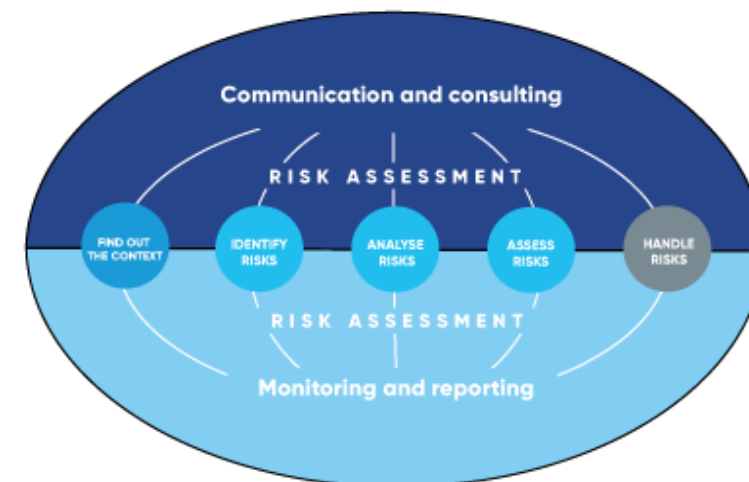 Communication and consulting
RISK ASSESSMENT
FIND OUT
THE CONTEXT
IDENTIFY
RISKS
ANALYSE
RISKS
ASSESS
RISKS
HANDLE
RISKS
RISK ASSESSMENT
Monitoring and reporting